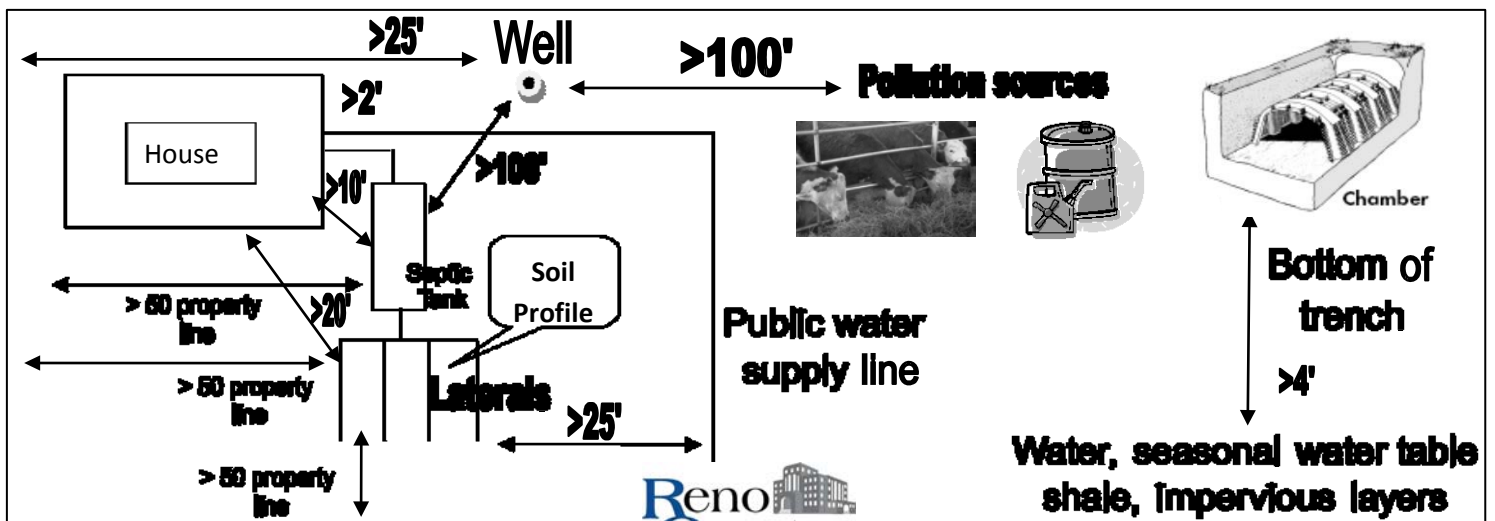 >25'
Well
>100'
Pollution sources
>2'
House
>100'
>10'
Chamber
Septic
Tank
Soil
Profile
Bottom of
trench
> 50 property
line
>20'
Public water
supply line
> 50 property
line
Laterals
>4'
>25'
Water, seasonal water table
shale, impervious layers
> 50 property
line
Reno